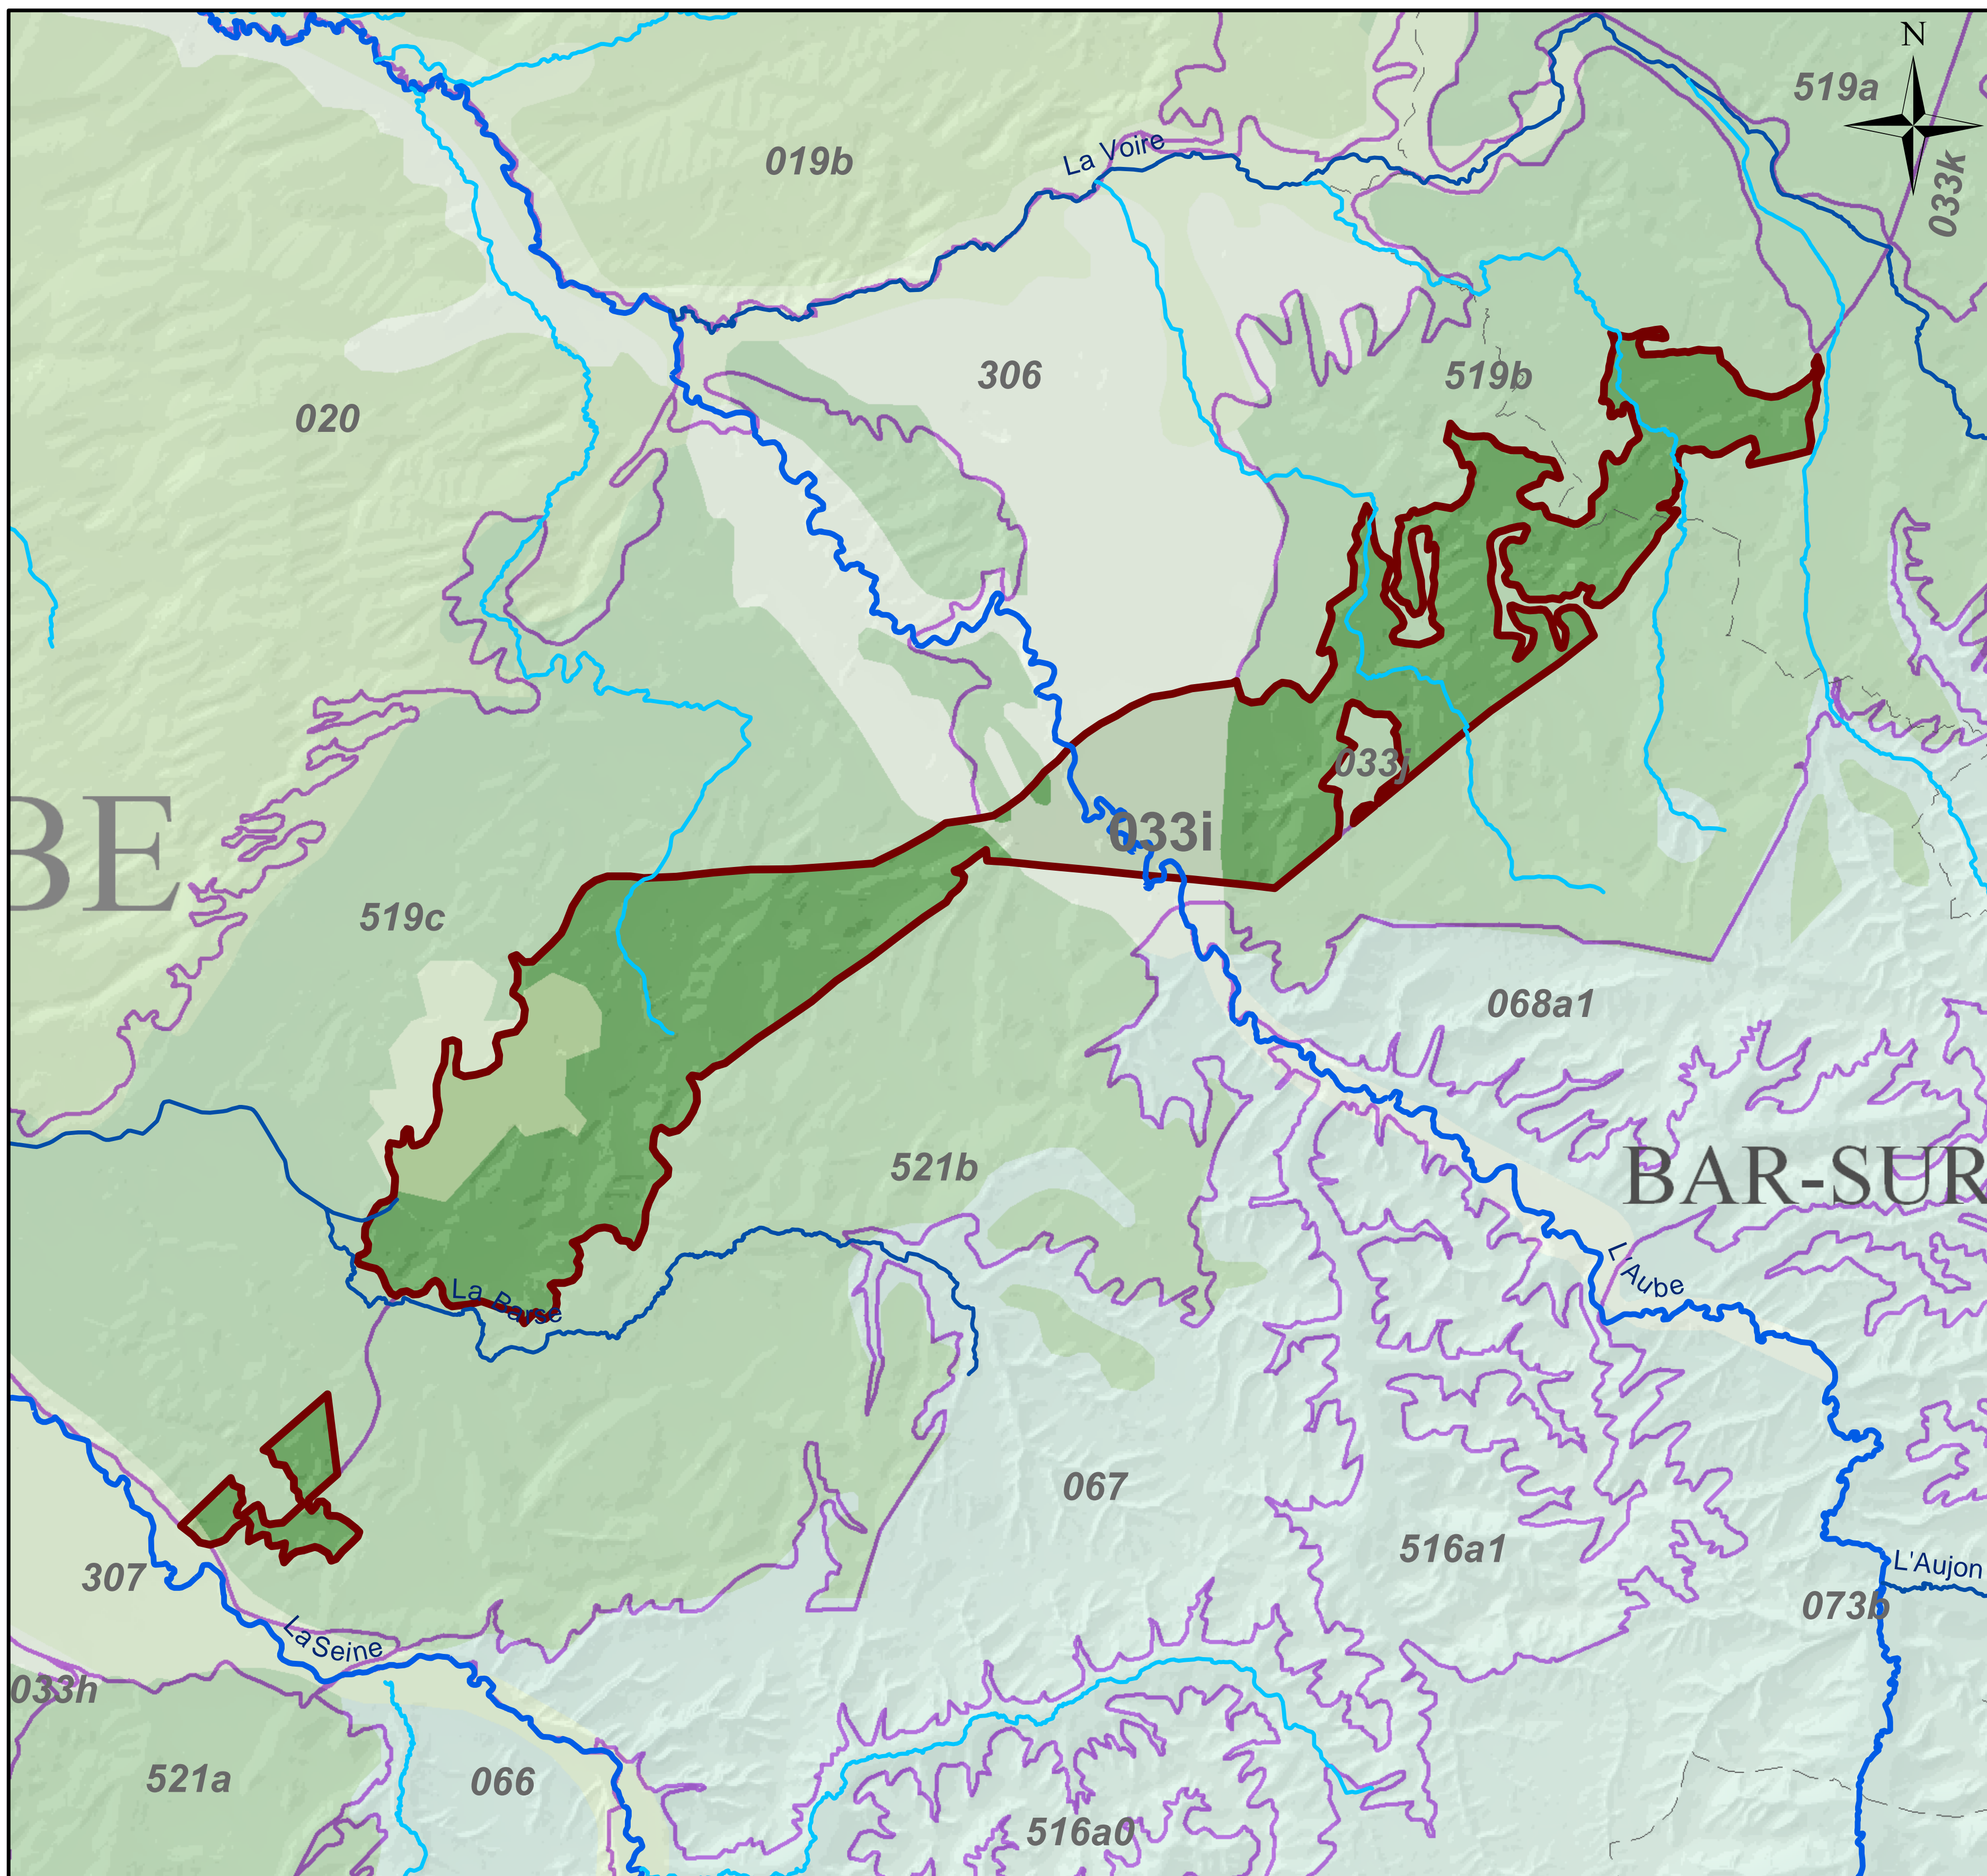 N
519a
La Voire
019b
033k
306
519b
020
033j
033i
BE
519c
068a1
521b
BAR-SUR
L'Aube
La Barse
067
516a1
L'Aujon
307
073b
La Seine
033h
521a
066
516a0